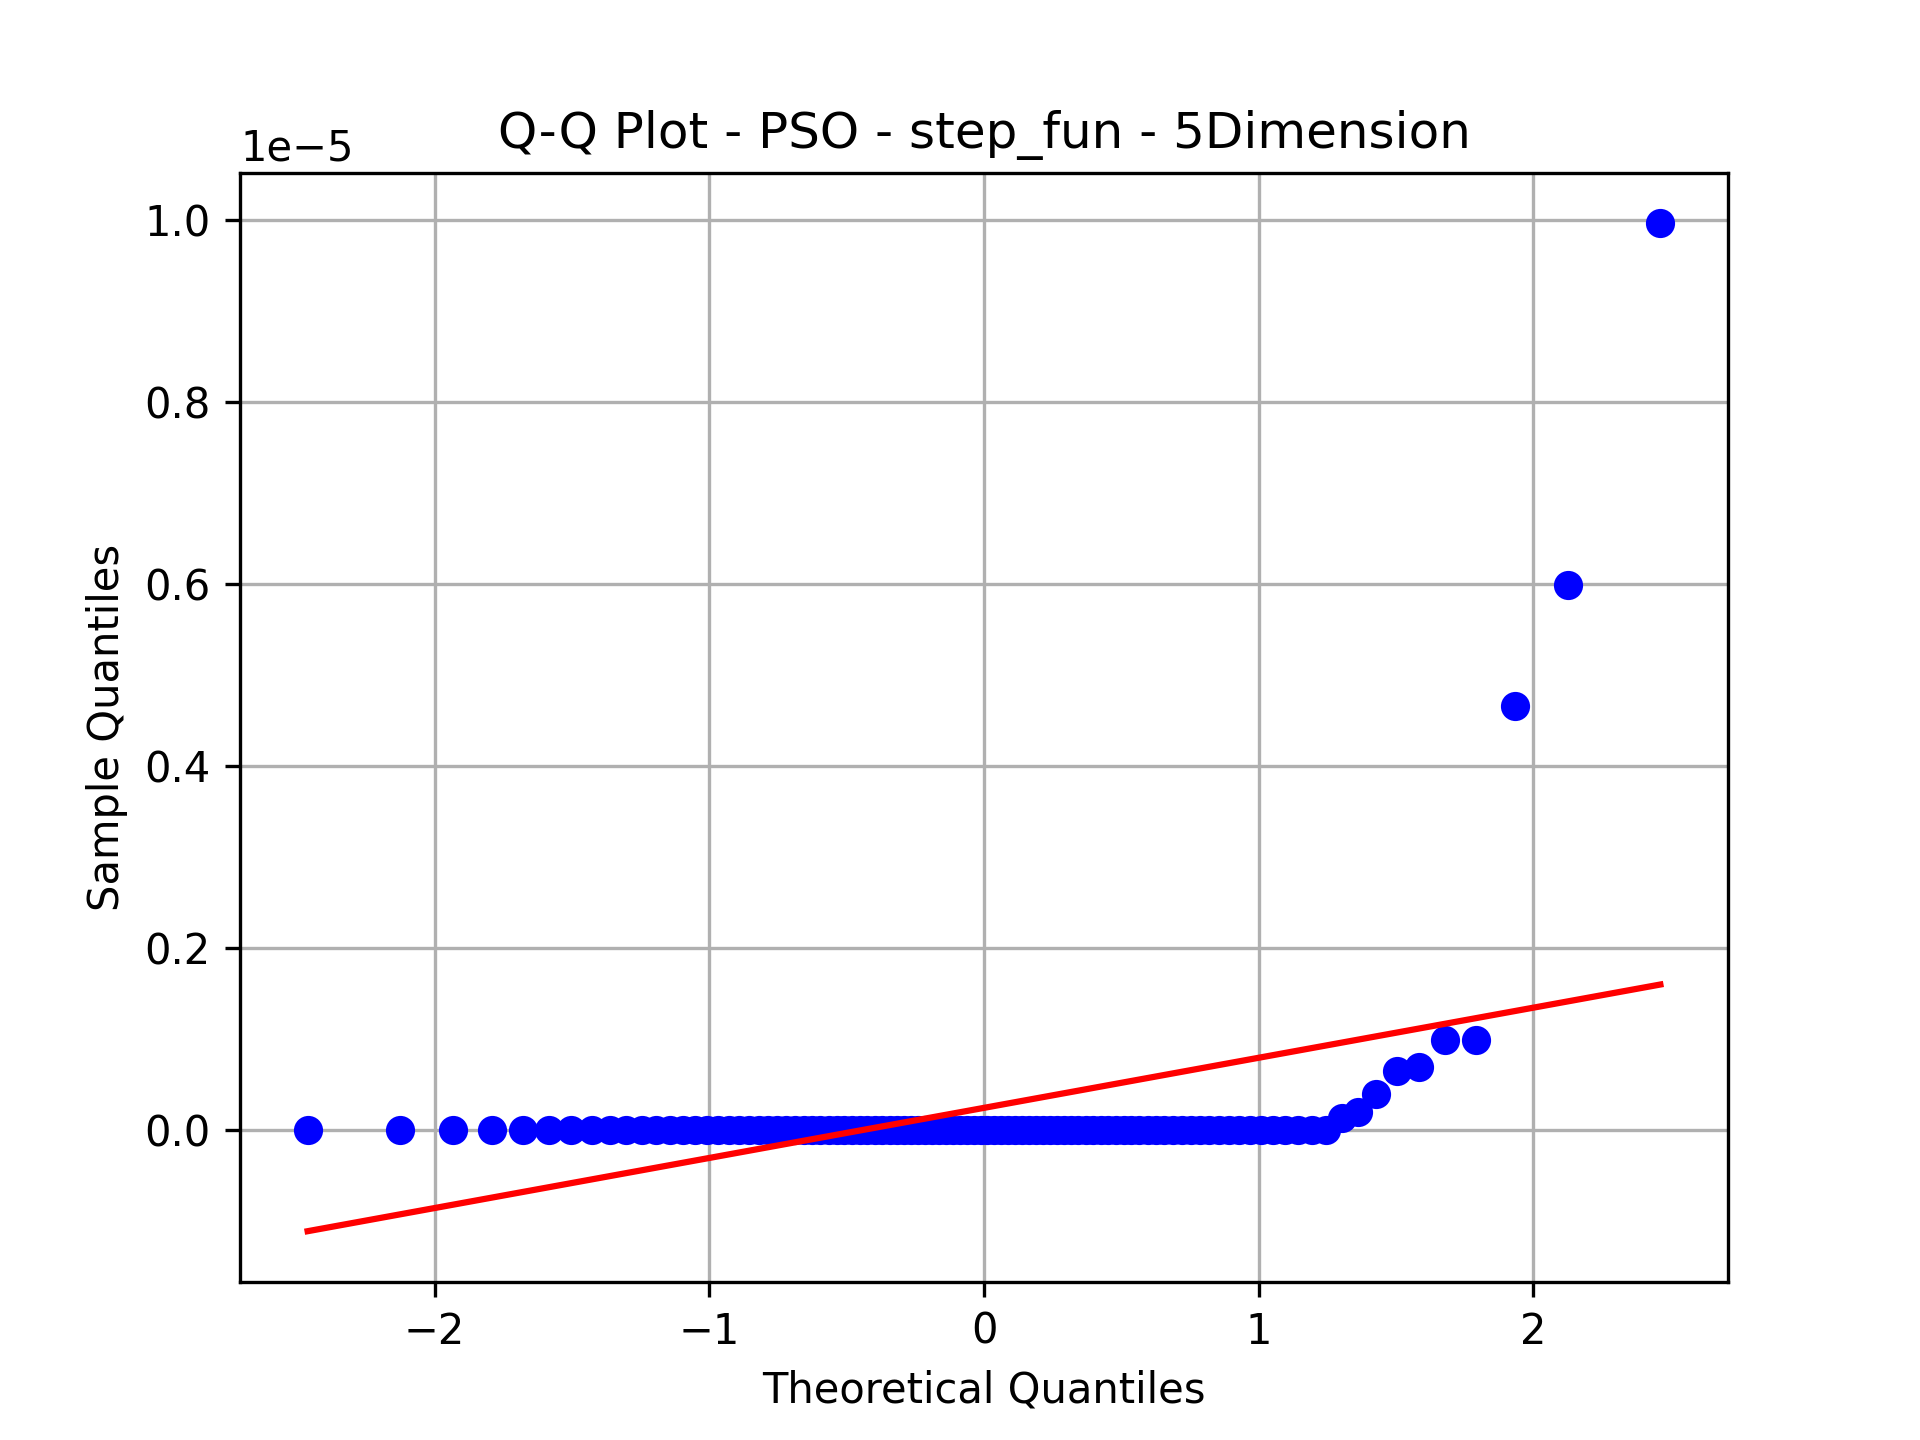 Q-Q Plot - PSO - step_fun - 5Dimension
1e−5
1.0
0.8
0.6
0.4
0.2
0.0
Sample Quantiles
−2
−1
0
1
2
Theoretical Quantiles